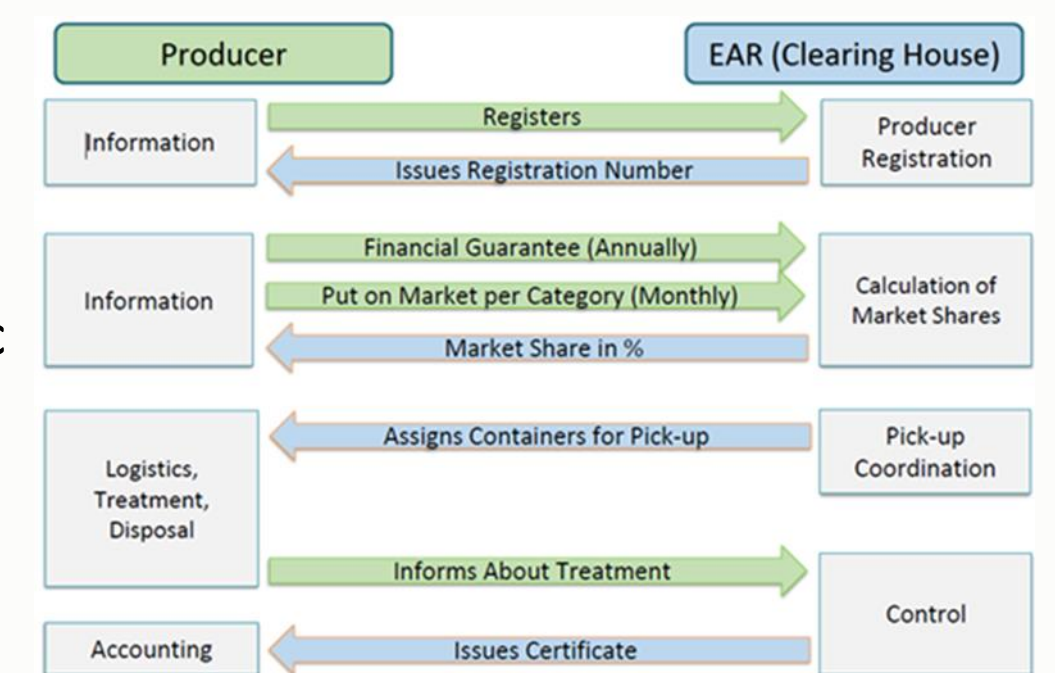 Producer
EAR (Clearing House)
Information
Registers
Issues Registration Number
Producer
Registration
Information
Financial Guarantee (Annually)
Put on Market per Category (Monthly)
Market Share in %
Calculation of
Market Shares
Logistics,
Treatment,
Disposal
Assigns Containers for Pick-up
Pick-up
Coordination
Informs About Treatment
Control
Accounting
Issues Certificate